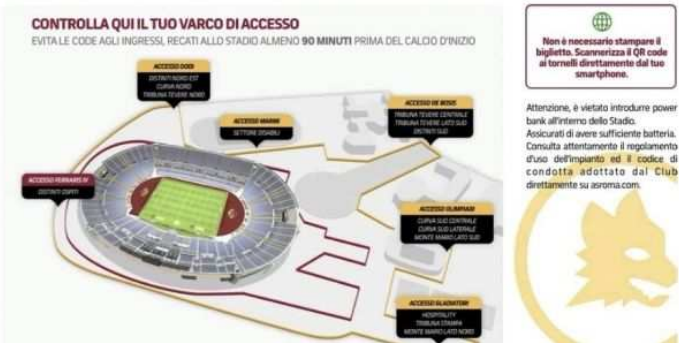 CONTROLLA QUI IL TUO VARCO DI ACCESSO
EVITA LE CODE AGLI INGRESSI, RECATI ALLO STADIO ALMENO 90 MINUTI PRIMA DEL CALCIO D'INIZIO
ACCESSO DODI
DISTINTI NORD EST
CURVA NORD
TRIBUNA TEVERE NORD
ACCESSO MARMI
SETTORE DISABILI
ACCESSO DE BOSIS
TRIBUNA TEVERE CENTRALE
TRIBUNA TEVERE LATO SUD
DISTINTI SUD
ACCESSO FERRARIS IV
DISTINTI OSPITI
ACCESSO OLIMPIADI
CURVA SUD CENTRALE
CURVA SUD LATERALE
MONTE MARIO LATO SUD
ACCESSO GLADIATORI
HOSPITALITY
TRIBUNA STAMPA
MONTE MARIO LATO NORD
Non è necessario stampare il
biglietto. Scannerizza il QR code
ai tornelli direttamente dal tuo
smartphone.
Attenzione, è vietato introdurre power
bank all'interno dello Stadio.
Assicurati di avere sufficiente batteria.
Consulta attentamente il regolamento
d'uso dell'impianto ed il codice di
condotta adottato dal Club
direttamente su asroma.com.